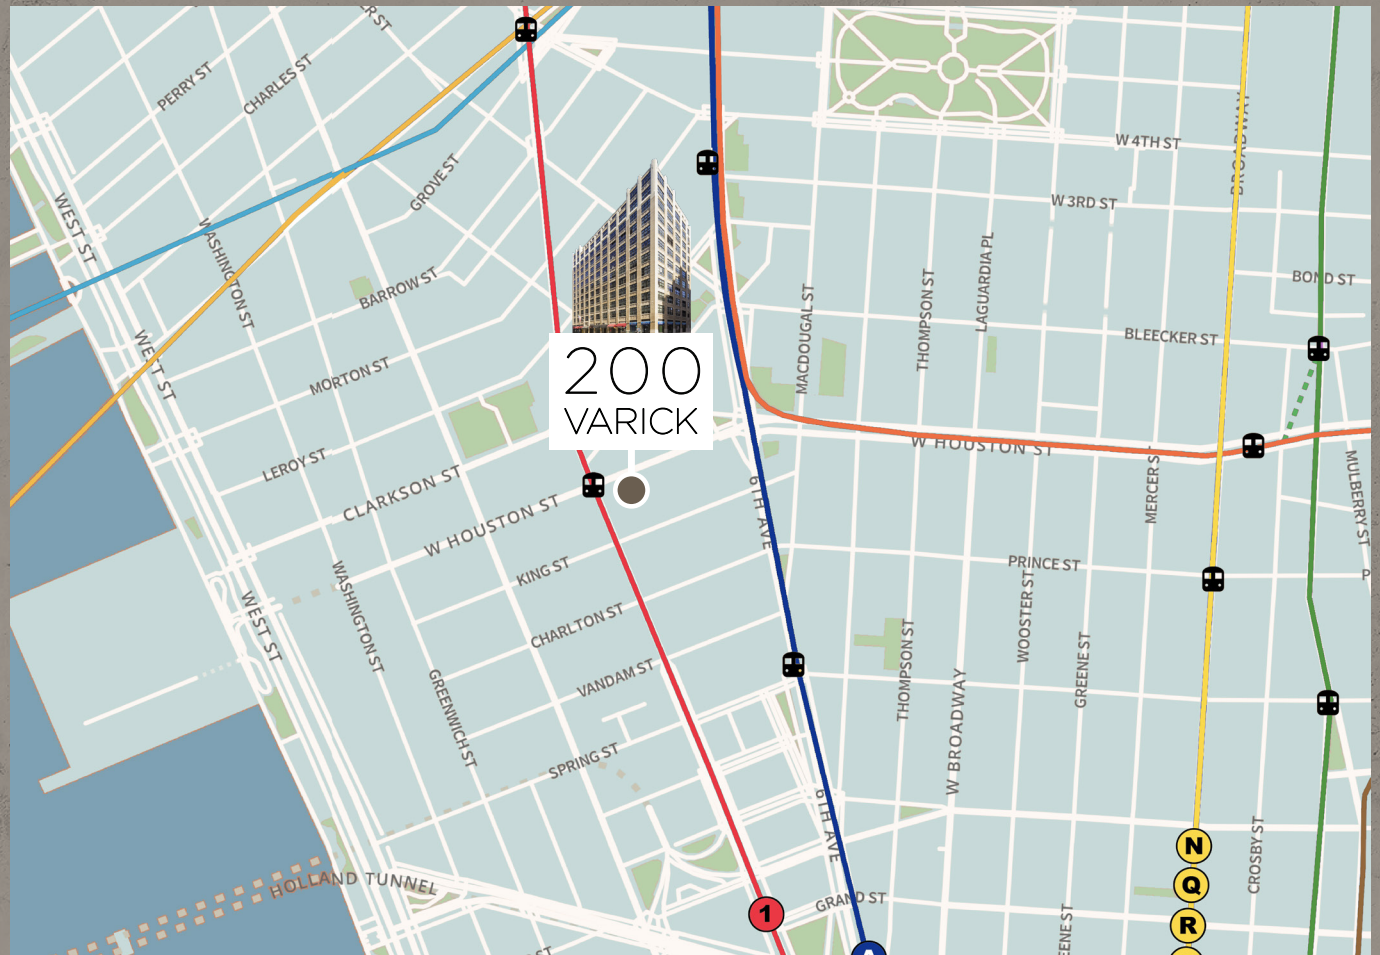 PERRY ST
CHARLES ST
W 4TH ST
BROADWAY
GROVE ST
W 3RD ST
WEST ST
WASHINGTON ST
BARROW ST
LAGUARDIA PL
BOND ST
THOMPSON ST
MACDOUGAL ST
BLEECKER ST
WEST ST
MORTON ST
200
VARICK
LEROY ST
CLARKSON ST
W HOUSTON ST
W HOUSTON ST
MERCER ST
MULBERRY ST
6TH AVE
KING ST
PRINCE ST
WASHINGTON ST
WEST ST
WOOSTER ST
CHARLTON ST
GREENE ST
THOMPSON ST
VANDAM ST
GREENWICH ST
W BROADWAY
SPRING ST
6TH AVE
N
CROSBY ST
HOLLAND TUNNEL
Q
GRAND ST
1
R